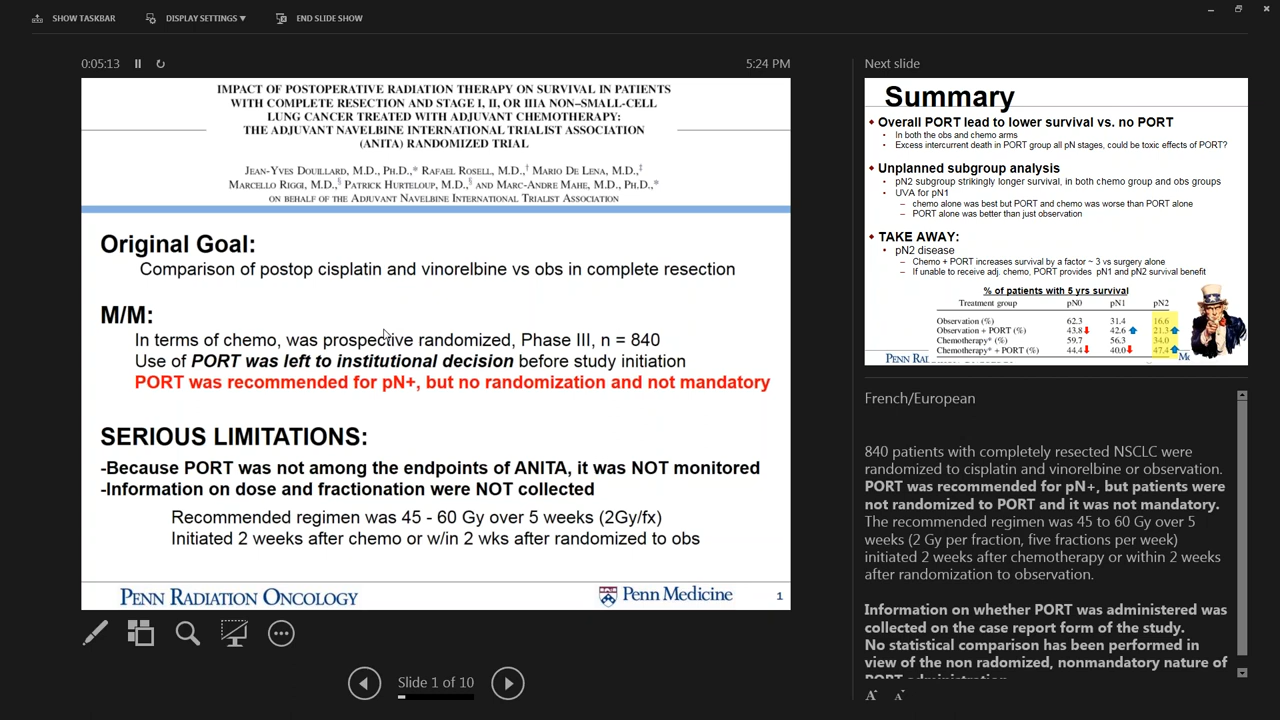 SHOW TASKBAR
DISPLAY SETTINGS ▼
END SLIDE SHOW
0:05:13
5:24 PM
IMPACT OF POSTOPERATIVE RADIATION THERAPY ON SURVIVAL IN PATIENTS
WITH COMPLETE RESECTION AND STAGE I, II, OR IIIA NON–SMALL-CELL
LUNG CANCER TREATED WITH ADJUVANT CHEMOTHERAPY:
THE ADJUVANT NAVELBINE INTERNATIONAL TRIALIST ASSOCIATION
(ANITA) RANDOMIZED TRIAL
JEAN-YVES DOUILLARD, M.D., PH.D.,* RAFAEL ROSELL, M.D.,† MARIO DE LENA, M.D.,‡
MARCELLO RIGGI, M.D.,§ PATRICK HURTELOUP, M.D.,§ AND MARC-ANDRE MAHE, M.D., PH.D.,*
ON BEHALF OF THE ADJUVANT NAVELBINE INTERNATIONAL TRIALIST ASSOCIATION
Original Goal:
Comparison of postop cisplatin and vinorelbine vs obs in complete resection
M/M:
In terms of chemo, was prospective randomized, Phase III, n = 840
Use of PORT was left to institutional decision before study initiation
PORT was recommended for pN+, but no randomization and not mandatory
SERIOUS LIMITATIONS:
-Because PORT was not among the endpoints of ANITA, it was NOT monitored
-Information on dose and fractionation were NOT collected
Recommended regimen was 45 - 60 Gy over 5 weeks (2Gy/fx)
Initiated 2 weeks after chemo or w/in 2 wks after randomized to obs
PENN RADIATION ONCOLOGY
Penn Medicine
1
Slide 1 of 10
Next slide
Summary
Overall PORT lead to lower survival vs. no PORT
• In both the obs and chemo arms
• Excess intercurrent death in PORT group all pN stages, could be toxic effects of PORT?
Unplanned subgroup analysis
• pN2 subgroup strikingly longer survival, in both chemo group and obs groups
• UVA for pN1
– chemo alone was best but PORT and chemo was worse than PORT alone
– PORT alone was better than just observation
TAKE AWAY:
• pN2 disease
– Chemo + PORT increases survival by a factor ~ 3 vs surgery alone
– If unable to receive adj. chemo, PORT provides pN1 and pN2 survival benefit
% of patients with 5 yrs survival
Treatment group pN0 pN1 pN2
Observation (%) 62.3 31.4 16.6
Observation + PORT (%) 43.8 42.6 21.3
Chemotherapy* (%) 59.7 56.3 34.0
Chemotherapy* + PORT (%) 44.4 40.0 47.4
French/European
840 patients with completely resected NSCLC were
randomized to cisplatin and vinorelbine or observation.
PORT was recommended for pN+, but patients were
not randomized to PORT and it was not mandatory.
The recommended regimen was 45 to 60 Gy over 5
weeks (2 Gy per fraction, five fractions per week)
initiated 2 weeks after chemotherapy or within 2 weeks
after randomization to observation.
Information on whether PORT was administered was
collected on the case report form of the study.
No statistical comparison has been performed in
view of the non radomized, nonmandatory nature of
PORT administration